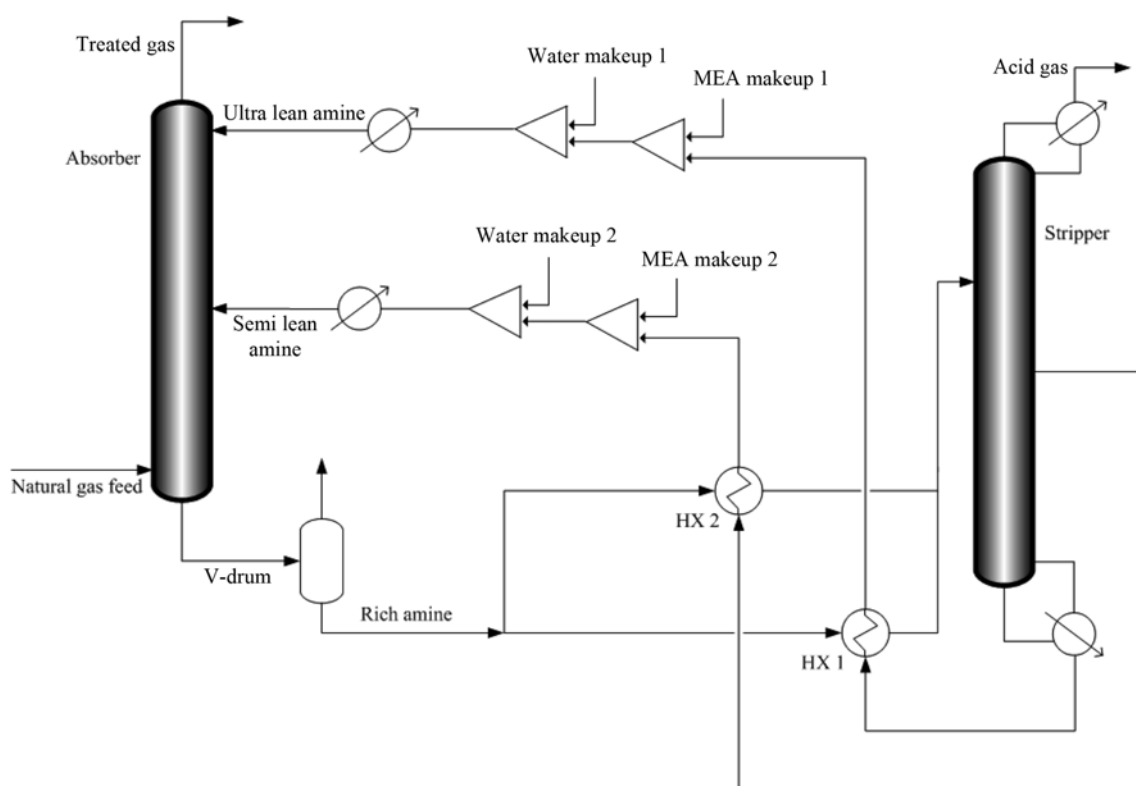 Treated gas
Water makeup 1
MEA makeup 1
Acid gas
Ultra lean amine
Absorber
Stripper
Water makeup 2
MEA makeup 2
Semi lean
amine
Natural gas feed
HX 2
V-drum
Rich amine
HX 1